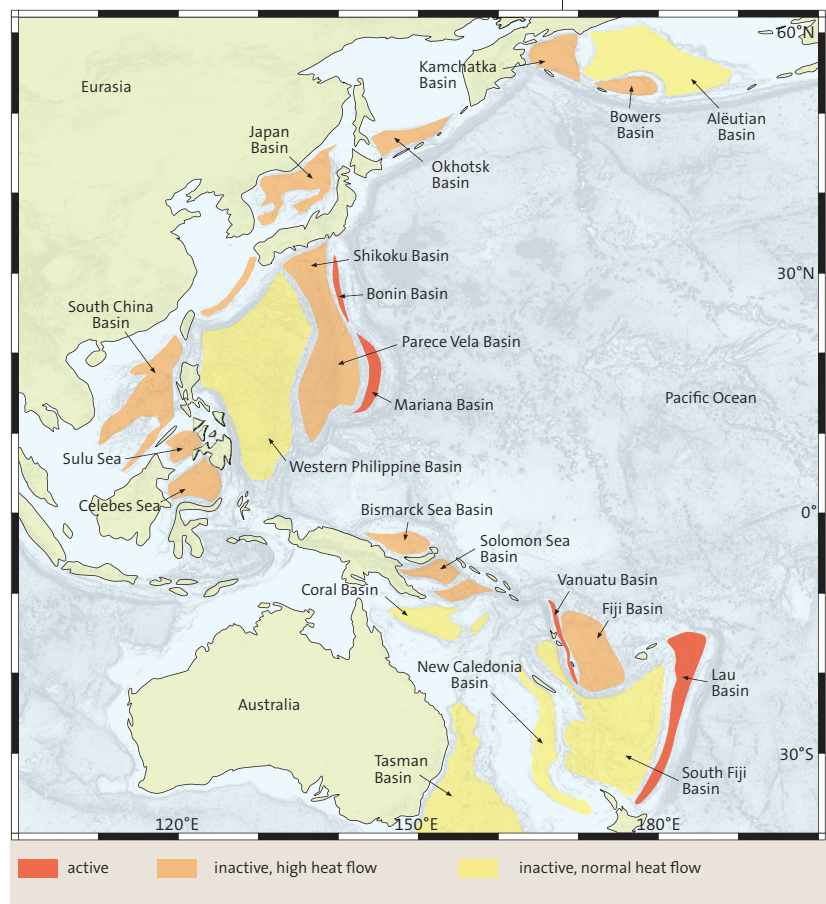 60°N
Kamchatka
Basin
Eurasia
Bowers
Basin
Alëutian
Basin
Japan
Basin
Okhotsk
Basin
Shikoku Basin
30°N
Bonin Basin
South China
Basin
Parece Vela Basin
Pacific Ocean
Mariana Basin
Sulu Sea
Western Philippine Basin
Celebes Sea
Bismarck Sea Basin
0°
Solomon Sea
Basin
Vanuatu Basin
Coral Basin
Fiji Basin
New Caledonia
Basin
Lau
Basin
Australia
30°S
Tasman
Basin
South Fiji
Basin
120°E
150°E
180°E
active
inactive, high heat flow
inactive, normal heat flow